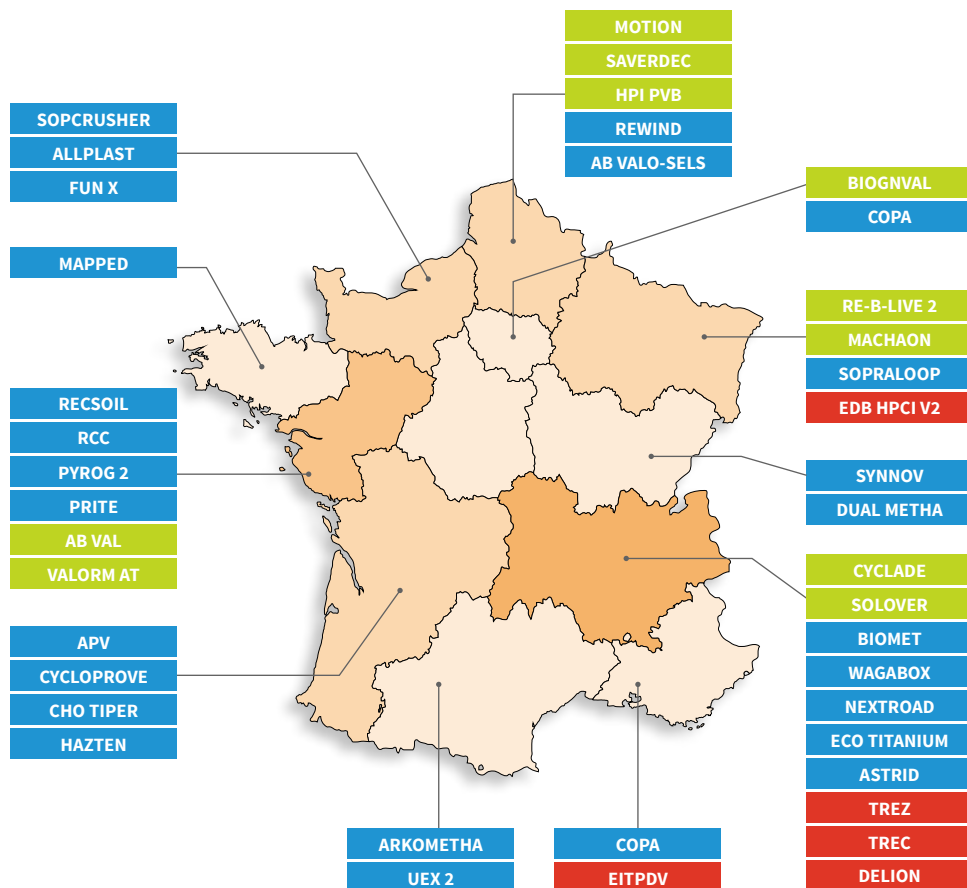 MOTION
SAVERDEC
HPI PVB
REWIND
AB VALO-SELS
SOPCRUSHER
ALLPLAST
FUN X
BIOGNVAL
COPA
MAPPED
RE-B-LIVE 2
MACHAON
SOPRALOOP
EDB HPCI V2
RECSOIL
RCC
PYROG 2
PRITE
AB VAL
VALORM AT
SYNNOV
DUAL METHA
CYCLADE
SOLOVER
BIOMET
WAGABOX
NEXTROAD
ECO TITANIUM
ASTRID
TREZ
TREC
DELION
APV
CYCLOPROVE
CHO TIPER
HAZTEN
ARKOMETHA
UEX 2
COPA
EITPDV